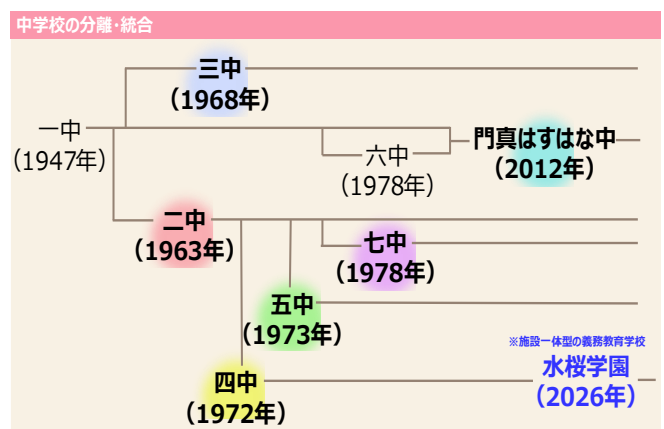 中学校の分離・統合
三中
（1968年）
一中
（1947年）
六中
（1978年）
門真はすはな中
（2012年）
二中
（1963年）
七中
（1978年）
五中
（1973年）
※施設一体型の義務教育学校
水桜学園
（2026年）
四中
（1972年）